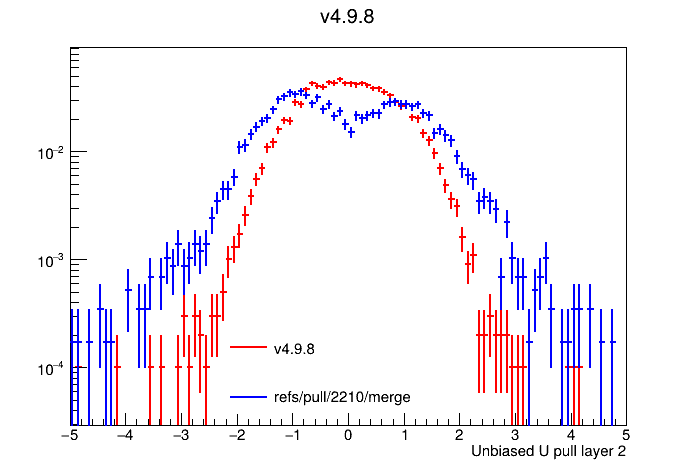 v4.9.8
10⁻²
10⁻³
10⁻⁴
v4.9.8
refs/pull/2210/merge
−5 −4 −3 −2 −1 0 1 2 3 4 5
Unbiased U pull layer 2